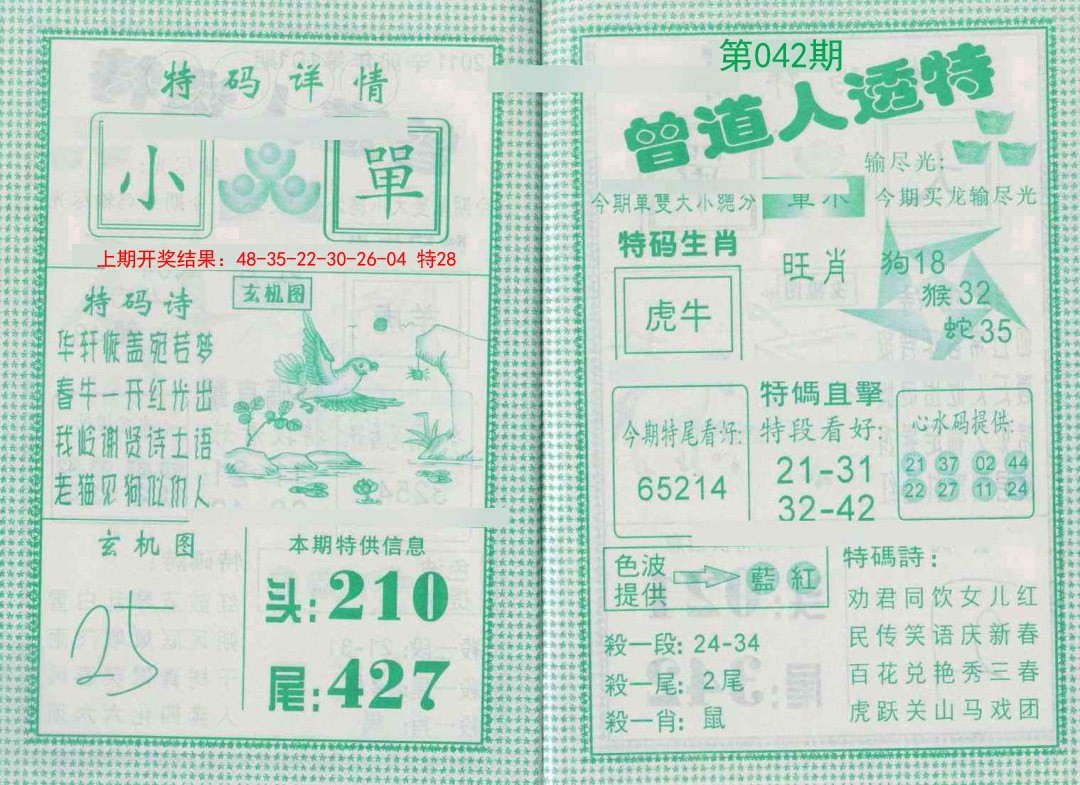 特码详情
小 單
上期开奖结果：48-35-22-30-26-04 特28
特码诗
华轩恢盖宛若梦
春牛一开红光出
我岭谢贤诗土语
老猫见狗似仇人
玄机图
玄机图
25
本期特供信息
头:210
尾:427
第042期
曾道人透特
输尽光:
今期买龙输尽光
今期單雙大小總分
特码生肖
虎牛
旺肖
狗18
猴32
蛇35
今期特尾看好:
65214
特碼直擊
特段看好:
21-31
32-42
心水码提供:
21 37 02 44
22 27 11 24
色波
提供
藍 紅
殺一段: 24-34
殺一尾: 2尾
殺一肖: 鼠
特碼詩:
劝君同饮女儿红
民传笑语庆新春
百花兑艳秀三春
虎跃关山马戏团